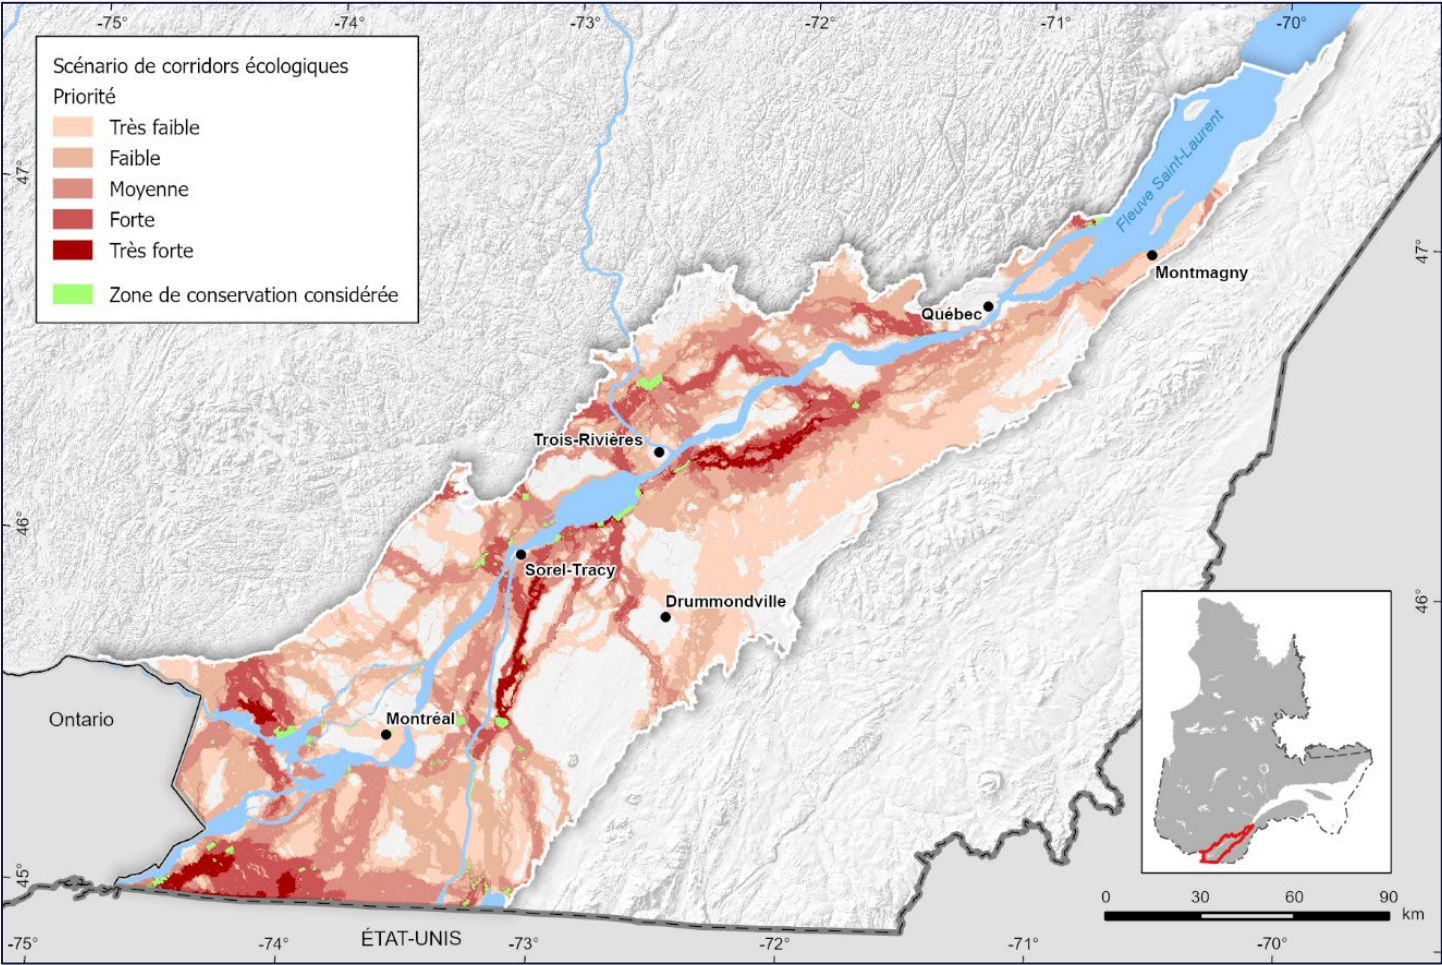 -75°
-74°
-73°
-72°
-71°
-70°
Scénario de corridors écologiques
Priorité
Très faible
Faible
Moyenne
Forte
Très forte
Zone de conservation considérée
47°
47°
Fleuve Saint-Laurent
Montmagny
Québec
Trois-Rivières
46°
Sorel-Tracy
Drummondville
46°
Ontario
Montréal
45°
0 30 60 90
km
ÉTAT-UNIS
-75°
-74°
-73°
-72°
-71°
-70°